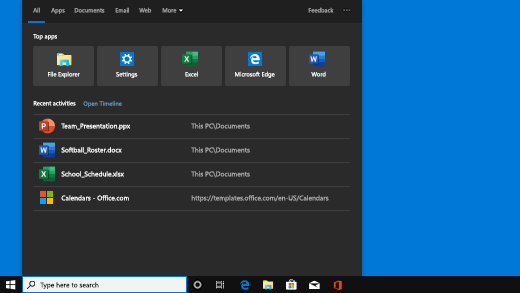 All Apps Documents Email Web More Feedback ...
Top apps
File Explorer Settings Excel Microsoft Edge Word
Recent activities Open Timeline
Team_Presentation.ppx This PC\Documents
Softball_Roster.docx This PC\Documents
School_Schedule.xlsx This PC\Documents
Calendars - Office.com https://templates.office.com/en-US/Calendars
Type here to search